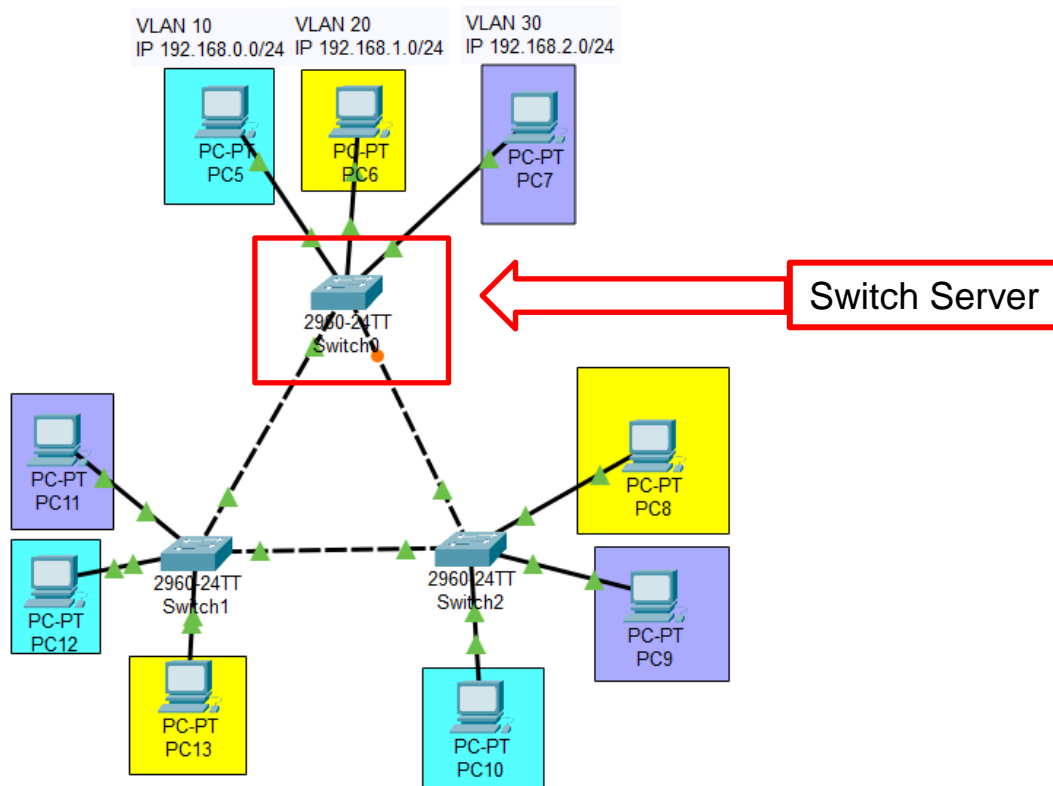 VLAN 10
IP 192.168.0.0/24
VLAN 20
IP 192.168.1.0/24
VLAN 30
IP 192.168.2.0/24
PC-PT
PC5
PC-PT
PC6
PC-PT
PC7
2960-24TT
Switch0
Switch Server
PC-PT
PC11
PC-PT
PC8
2960-24TT
Switch1
2960-24TT
Switch2
PC-PT
PC12
PC-PT
PC9
PC-PT
PC13
PC-PT
PC10